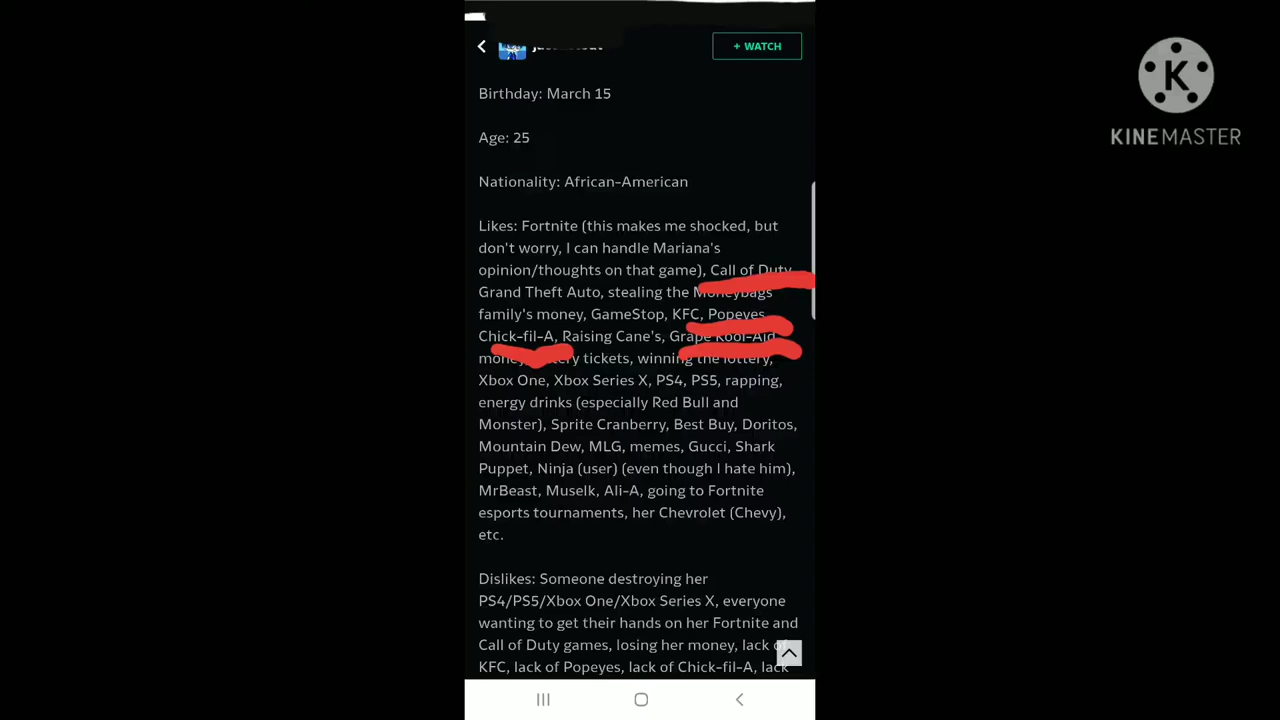 + WATCH
K
KINEMASTER
Birthday: March 15
Age: 25
Nationality: African-American
Likes: Fortnite (this makes me shocked, but
don't worry, I can handle Mariana's
opinion/thoughts on that game), Call of Duty
Grand Theft Auto, stealing the Moneybags
family's money, GameStop, KFC, Popeyes
Chick-fil-A, Raising Cane's, Grape Kool-Aid
money, tickets, winning the lottery,
Xbox One, Xbox Series X, PS4, PS5, rapping,
energy drinks (especially Red Bull and
Monster), Sprite Cranberry, Best Buy, Doritos,
Mountain Dew, MLG, memes, Gucci, Shark
Puppet, Ninja (user) (even though I hate him),
MrBeast, Muselk, Ali-A, going to Fortnite
esports tournaments, her Chevrolet (Chevy),
etc.
Dislikes: Someone destroying her
PS4/PS5/Xbox One/Xbox Series X, everyone
wanting to get their hands on her Fortnite and
Call of Duty games, losing her money, lack of
KFC, lack of Popeyes, lack of Chick-fil-A, lack